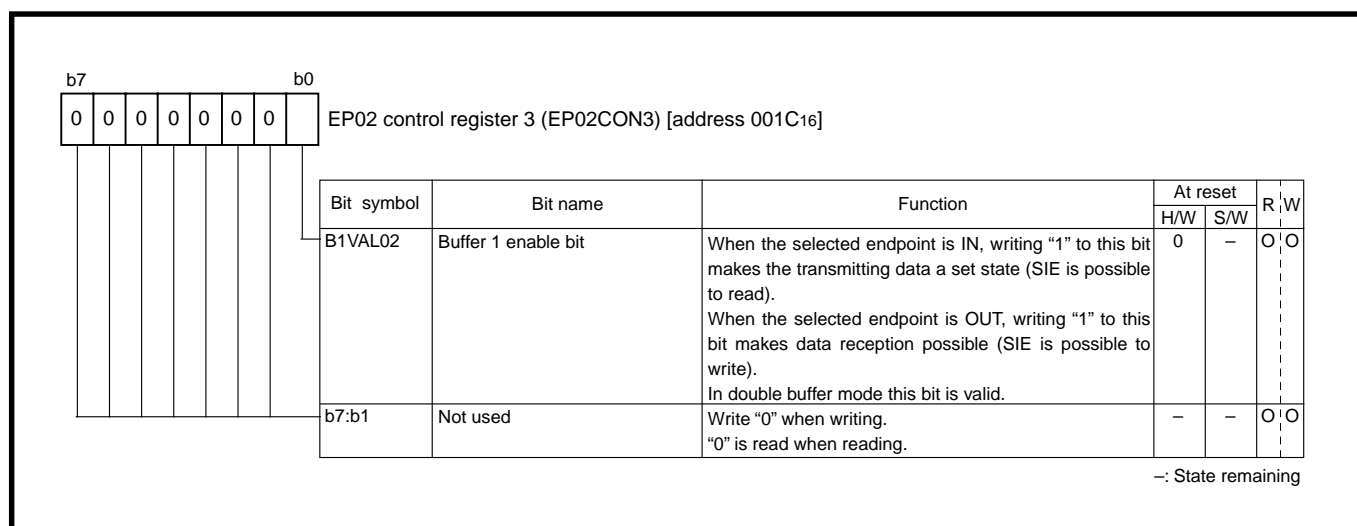 b7 b0
0 0 0 0 0 0 0 EP02 control register 3 (EP02CON3) [address 001C16]
Bit symbol Bit name Function At reset R W
H/W S/W
B1VAL02 Buffer 1 enable bit When the selected endpoint is IN, writing “1” to this bit 0 – O O
makes the transmitting data a set state (SIE is possible
to read).
When the selected endpoint is OUT, writing “1” to this
bit makes data reception possible (SIE is possible to
write).
In double buffer mode this bit is valid.
b7:b1 Not used Write “0” when writing. – – O O
“0” is read when reading.
–: State remaining